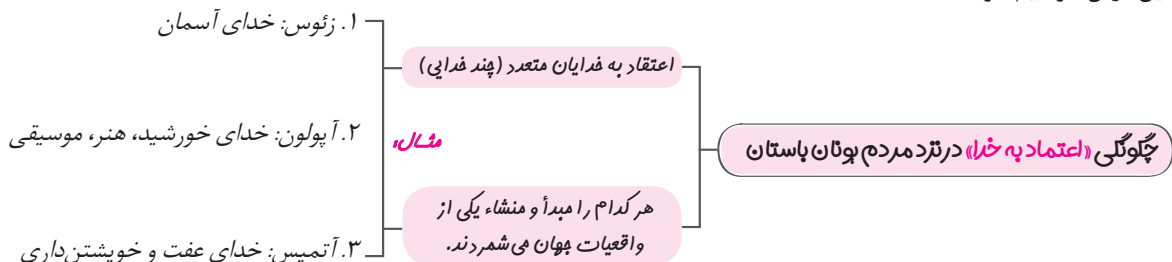 چگونگی «اعتماد به خدا» در نزد مردم یونان باستان
اعتقاد به خدایان متعدد (چند خدایی)
هر کدام را مبدأ و منشاء یکی از
واقعیات جهان می‌شمردند.
مثال:
۱. زئوس: خدای آسمان
۲. آپولون: خدای خورشید، هنر، موسیقی
۳. آتمیس: خدای عفت و خویشتن‌داری